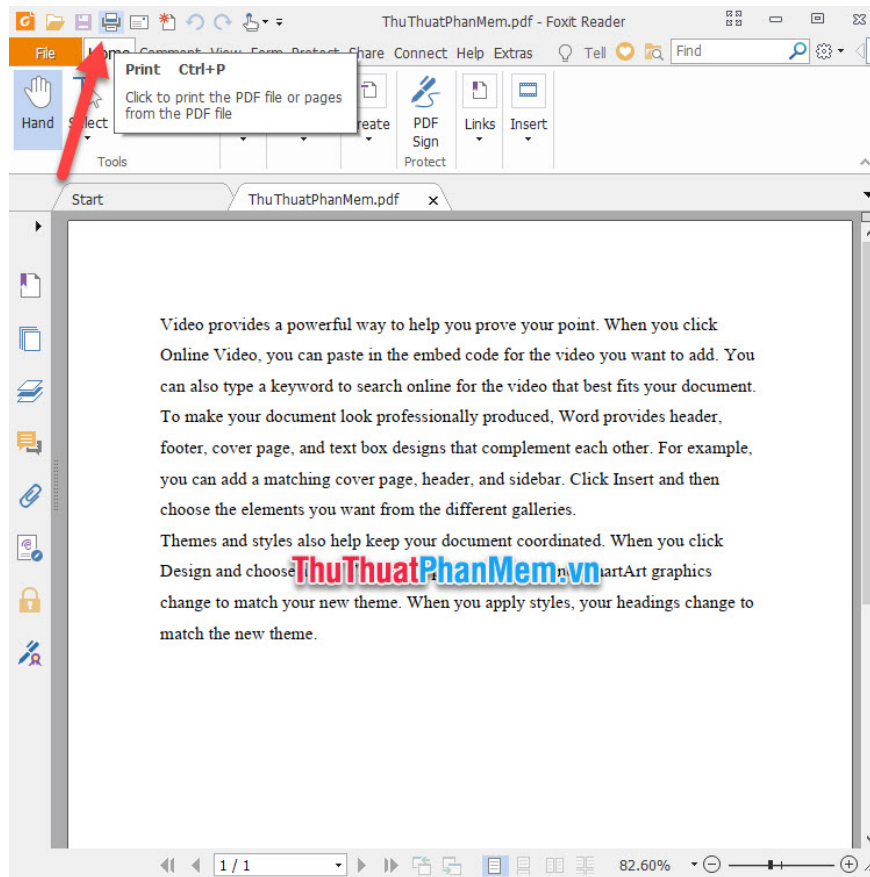 ThuThuatPhanMem.pdf - Foxit Reader
File Home Comment View Form Protect Share Connect Help Extras Tell Find
Print Ctrl+P
Click to print the PDF file or pages
from the PDF file
Hand Select PDF Links Insert
Sign
Tools Protect
Start ThuThuatPhanMem.pdf x
Video provides a powerful way to help you prove your point. When you click
Online Video, you can paste in the embed code for the video you want to add. You
can also type a keyword to search online for the video that best fits your document.
To make your document look professionally produced, Word provides header,
footer, cover page, and text box designs that complement each other. For example,
you can add a matching cover page, header, and sidebar. Click Insert and then
choose the elements you want from the different galleries.
Themes and styles also help keep your document coordinated. When you click
Design and choose graphics
ThuThuatPhanMem.vn
change to match your new theme. When you apply styles, your headings change to
match the new theme.
1 / 1 82.60%